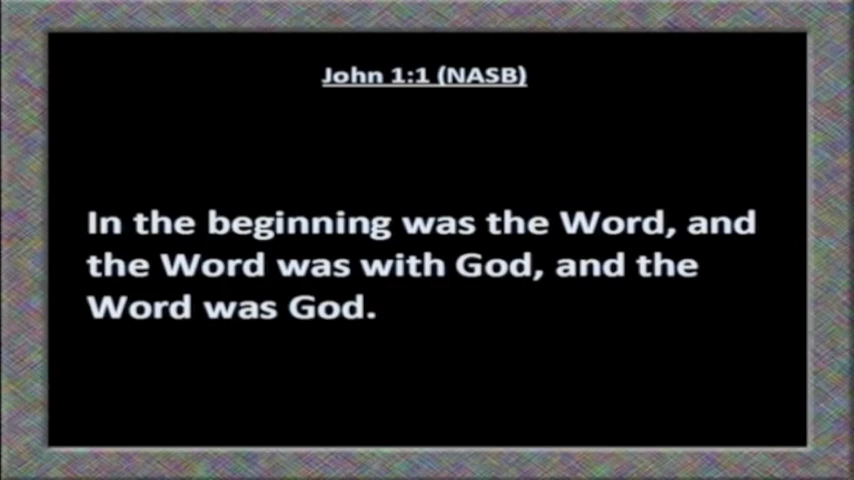 John 1:1 (NASB)
In the beginning was the Word, and
the Word was with God, and the
Word was God.